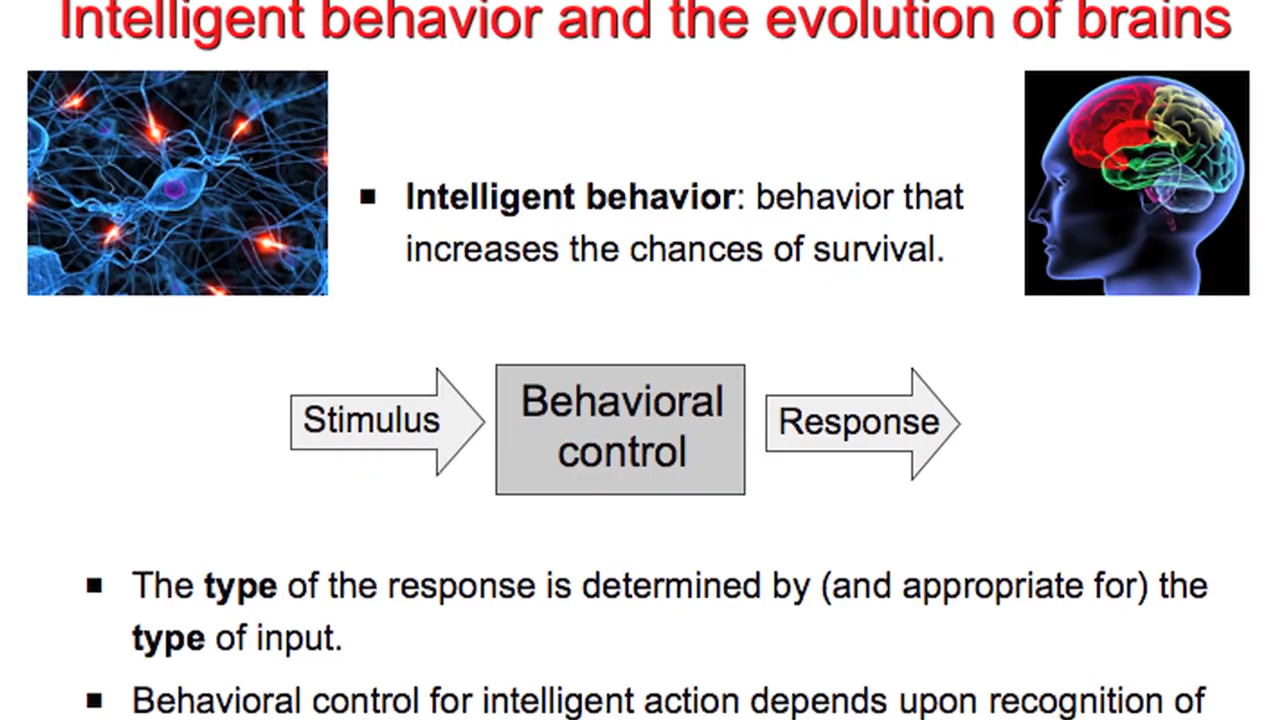 Intelligent behavior and the evolution of brains
Intelligent behavior: behavior that
increases the chances of survival.
Stimulus
Behavioral
control
Response
The type of the response is determined by (and appropriate for) the
type of input.
Behavioral control for intelligent action depends upon recognition of